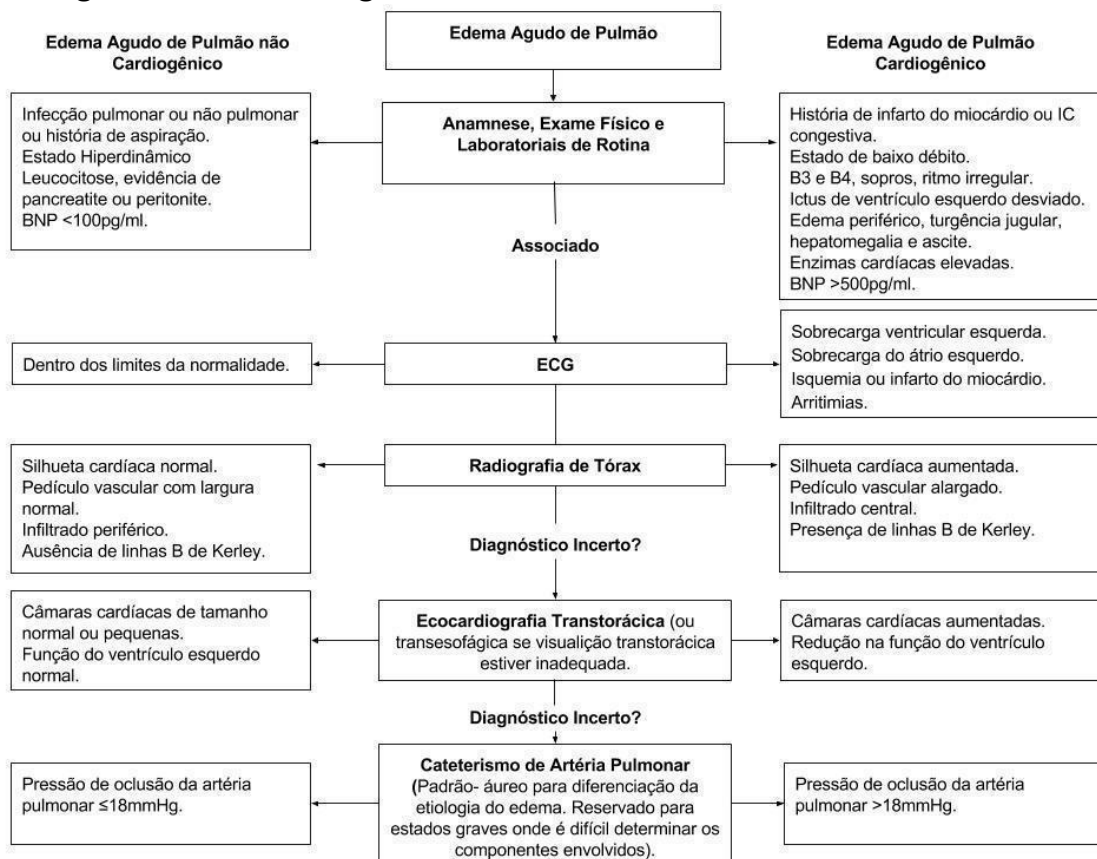 Edema Agudo de Pulmão não
Cardiogênico
Edema Agudo de Pulmão
Edema Agudo de Pulmão
Cardiogênico
Infecção pulmonar ou não pulmonar
ou história de aspiração.
Estado Hiperdinâmico
Leucocitose, evidência de
pancreatite ou peritonite.
BNP <100pg/ml.
Anamnese, Exame Físico e
Laboratoriais de Rotina
História de infarto do miocárdio ou IC
congestiva.
Estado de baixo débito.
B3 e B4, sopros, ritmo irregular.
Ictus de ventrículo esquerdo desviado.
Edema periférico, turgência jugular,
hepatomegalia e ascite.
Enzimas cardíacas elevadas.
BNP >500pg/ml.
Associado
Dentro dos limites da normalidade.
ECG
Sobrecarga ventricular esquerda.
Sobrecarga do átrio esquerdo.
Isquemia ou infarto do miocárdio.
Arritimias.
Silhueta cardíaca normal.
Pedículo vascular com largura
normal.
Infiltrado periférico.
Ausência de linhas B de Kerley.
Radiografia de Tórax
Silhueta cardíaca aumentada.
Pedículo vascular alargado.
Infiltrado central.
Presença de linhas B de Kerley.
Diagnóstico Incerto?
Câmaras cardíacas de tamanho
normal ou pequenas.
Função do ventrículo esquerdo
normal.
Ecocardiografia Transtorácica (ou
transesofágica se visualição transtorácica
estiver inadequada.
Câmaras cardíacas aumentadas.
Redução na função do ventrículo
esquerdo.
Diagnóstico Incerto?
Pressão de oclusão da artéria
pulmonar ≤18mmHg.
Cateterismo de Artéria Pulmonar
(Padrão- áureo para diferenciação da
etiologia do edema. Reservado para
estados graves onde é difícil determinar os
componentes envolvidos).
Pressão de oclusão da artéria
pulmonar >18mmHg.